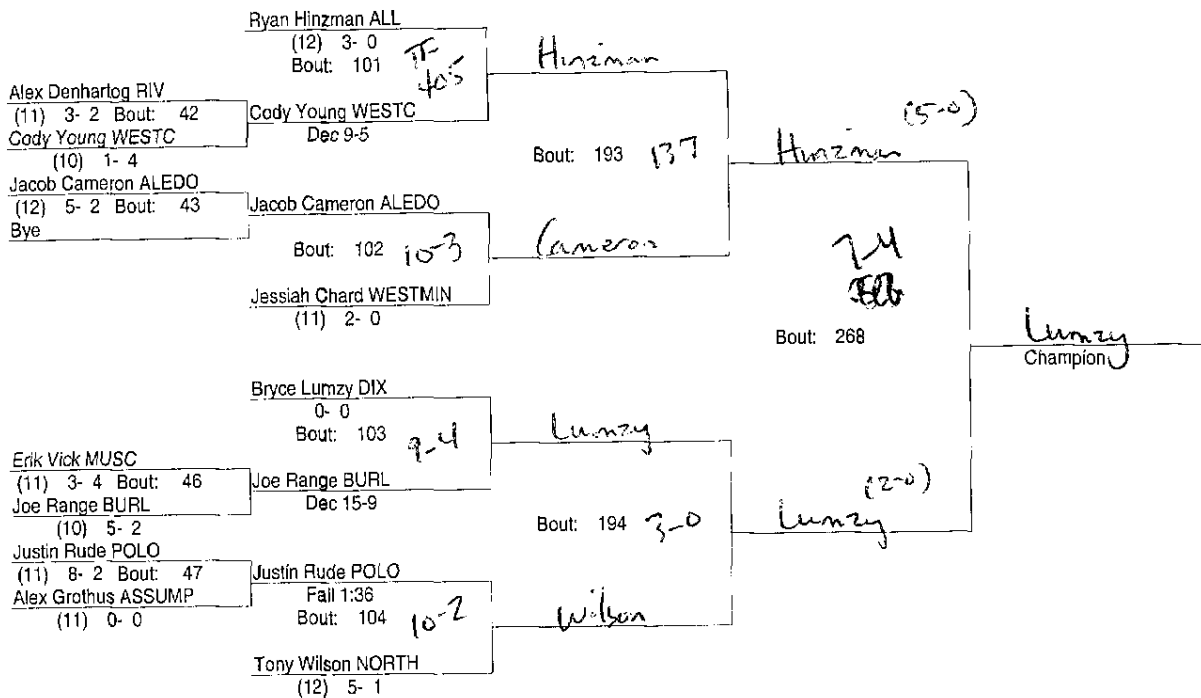 Ryan Hinzman ALL
(12) 3- 0
Bout: 101
Hinzman
Alex Denhartog RIV
(11) 3- 2 Bout: 42
Cody Young WESTC
Dec 9-5
Cody Young WESTC
(10) 1- 4
Bout: 193 137
Hinzman (5-0)
Jacob Cameron ALEDO
(12) 5- 2 Bout: 43
Jacob Cameron ALEDO
Bye
Bout: 102 10-3
Cameron
Jessiah Chard WESTMIN
(11) 2- 0
Bout: 268
Lumzy
Champion
Bryce Lumzy DIX
0- 0
Bout: 103 9-4
Lumzy
Erik Vick MUSC
(11) 3- 4 Bout: 46
Joe Range BURL
Dec 15-9
Joe Range BURL
(10) 5- 2
Bout: 194 3-0
Lumzy (2-0)
Justin Rude POLO
(11) 8- 2 Bout: 47
Justin Rude POLO
Fall 1:36
Alex Grothus ASSUMP
(11) 0- 0
Bout: 104 10-2
Wilson
Tony Wilson NORTH
(12) 5- 1